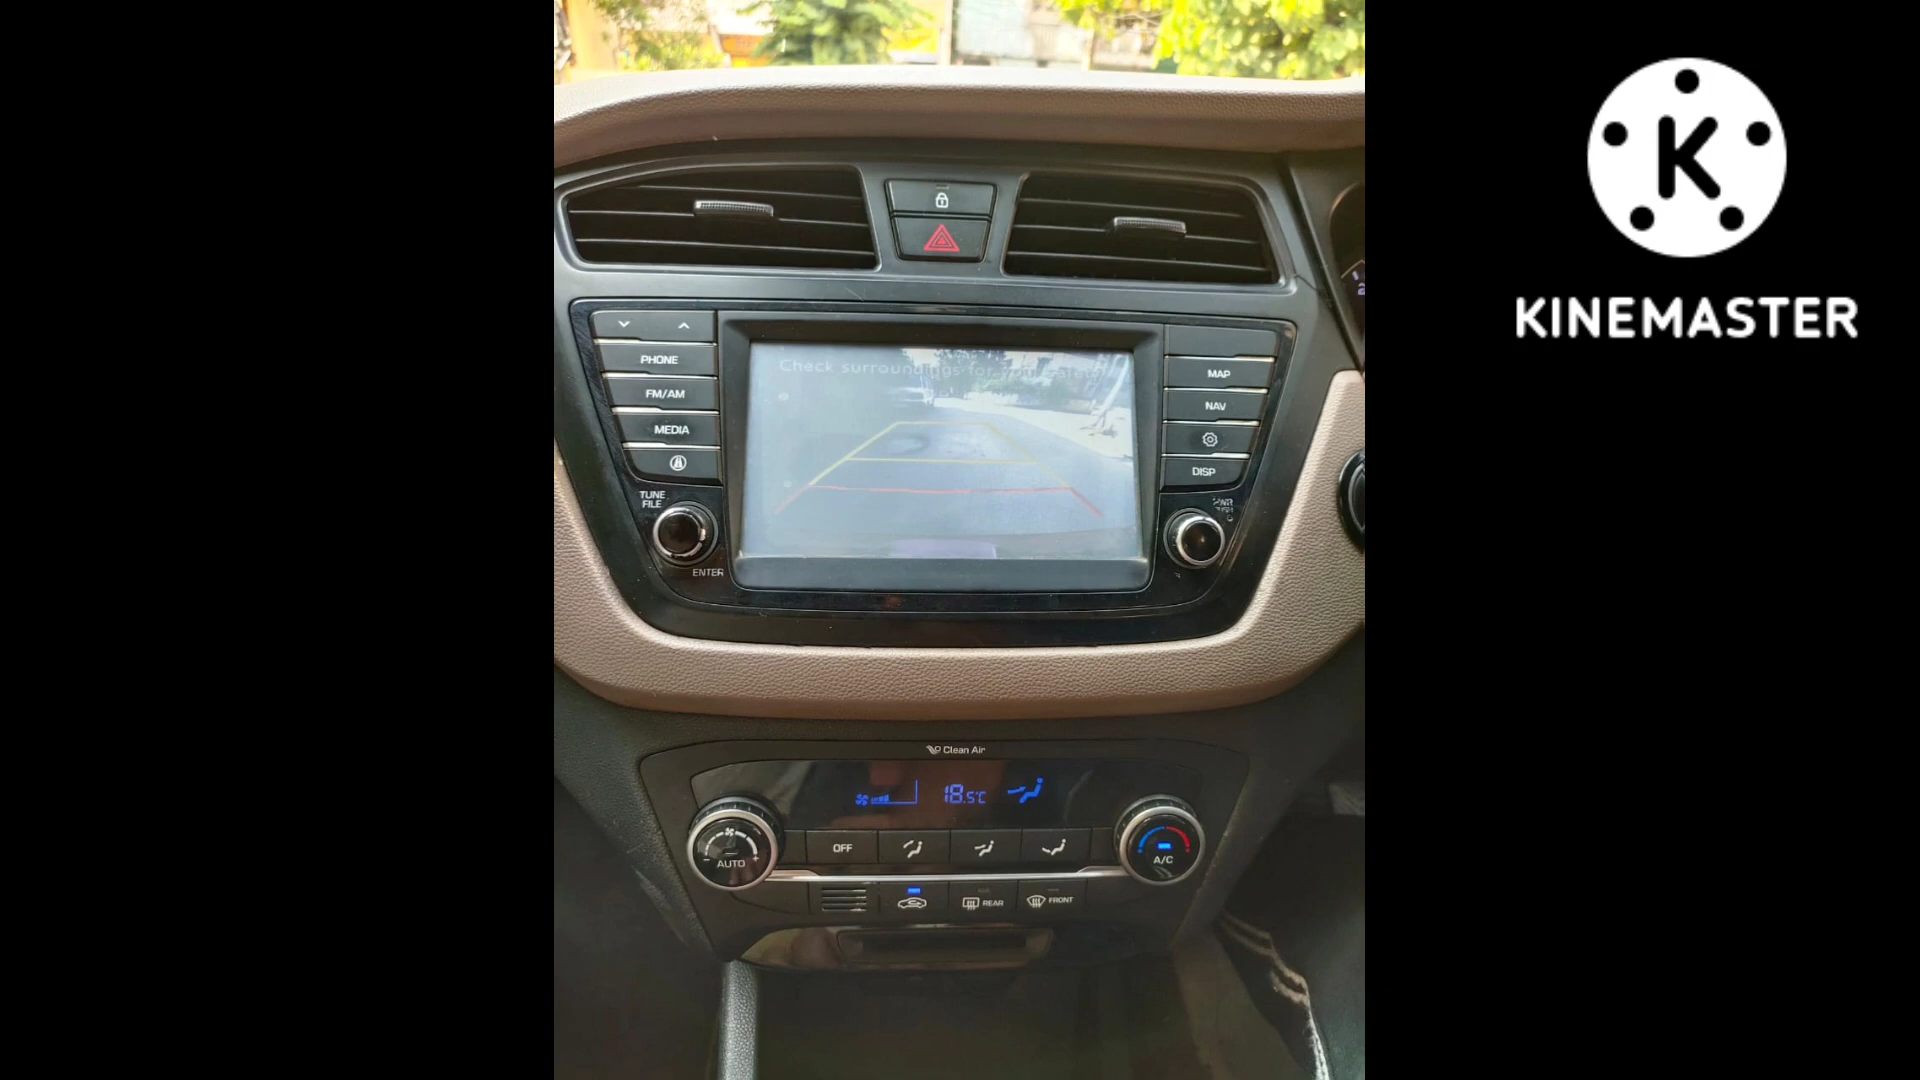 K
KINEMASTER
PHONE
FM/AM
MEDIA
TUNE
FILE
ENTER
Check surroundings for
MAP
NAV
DISP
Clean Air
18.5°C
AUTO
OFF
A/C
REAR
FRONT